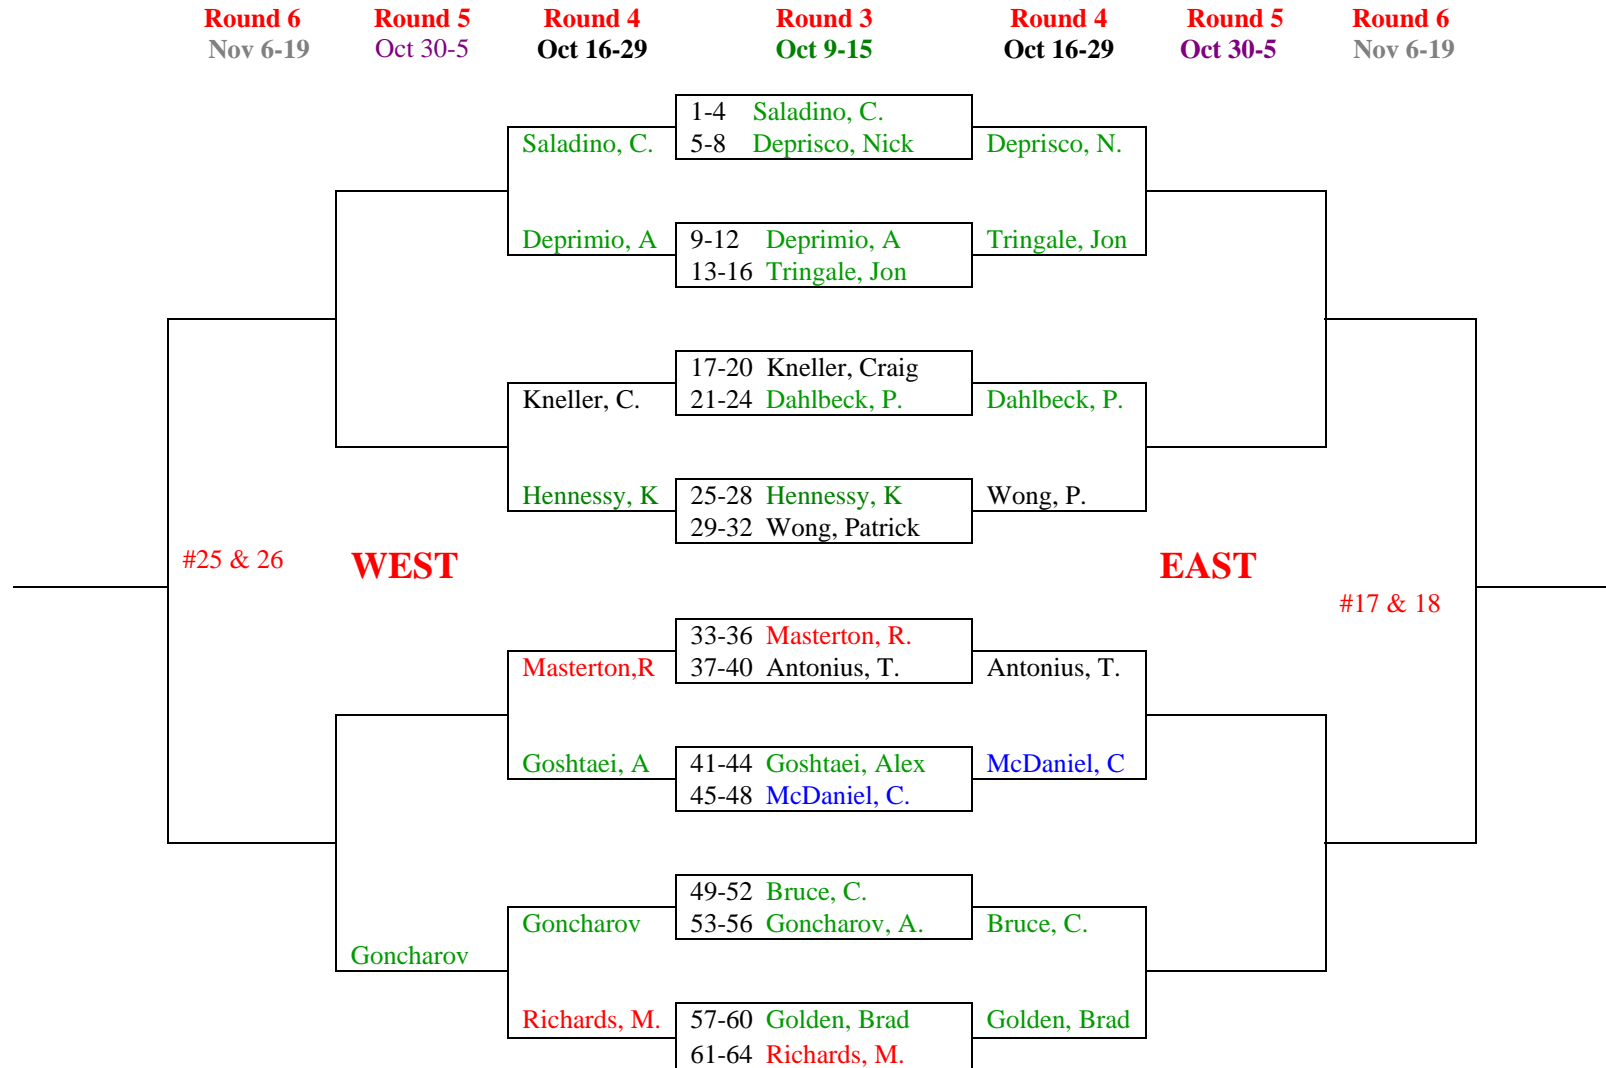 Round 6 Round 5 Round 4 Round 3 Round 4 Round 5 Round 6
Nov 6-19 Oct 30-5 Oct 16-29 Oct 9-15 Oct 16-29 Oct 30-5 Nov 6-19
1-4 Saladino, C.
Saladino, C. 5-8 Deprisco, Nick Deprisco, N.
Deprimio, A 9-12 Deprimio, A Tringale, Jon
13-16 Tringale, Jon
17-20 Kneller, Craig
Kneller, C. 21-24 Dahlbeck, P. Dahlbeck, P.
Hennessy, K 25-28 Hennessy, K Wong, P.
29-32 Wong, Patrick
#25 & 26 WEST EAST
#17 & 18
33-36 Masterton, R.
Masterton,R 37-40 Antonius, T. Antonius, T.
Goshtaei, A 41-44 Goshtaei, Alex McDaniel, C
45-48 McDaniel, C.
49-52 Bruce, C.
Goncharov 53-56 Goncharov, A. Bruce, C.
Goncharov
Richards, M. 57-60 Golden, Brad Golden, Brad
61-64 Richards, M.